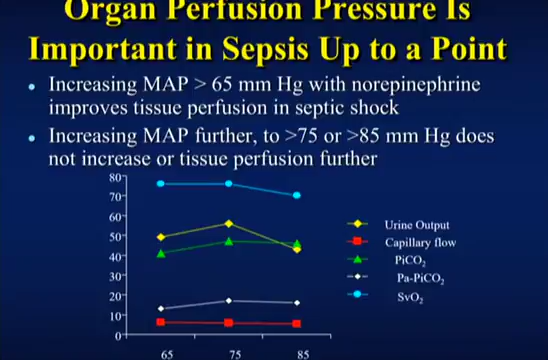 Organ Perfusion Pressure Is
Important in Sepsis Up to a Point
• Increasing MAP > 65 mm Hg with norepinephrine
improves tissue perfusion in septic shock
• Increasing MAP further, to >75 or >85 mm Hg does
not increase or tissue perfusion further
80
70
60
50
40
30
20
10
0
65 75 85
Urine Output
Capillary flow
PiCO₂
Pa-PiCO₂
SvO₂